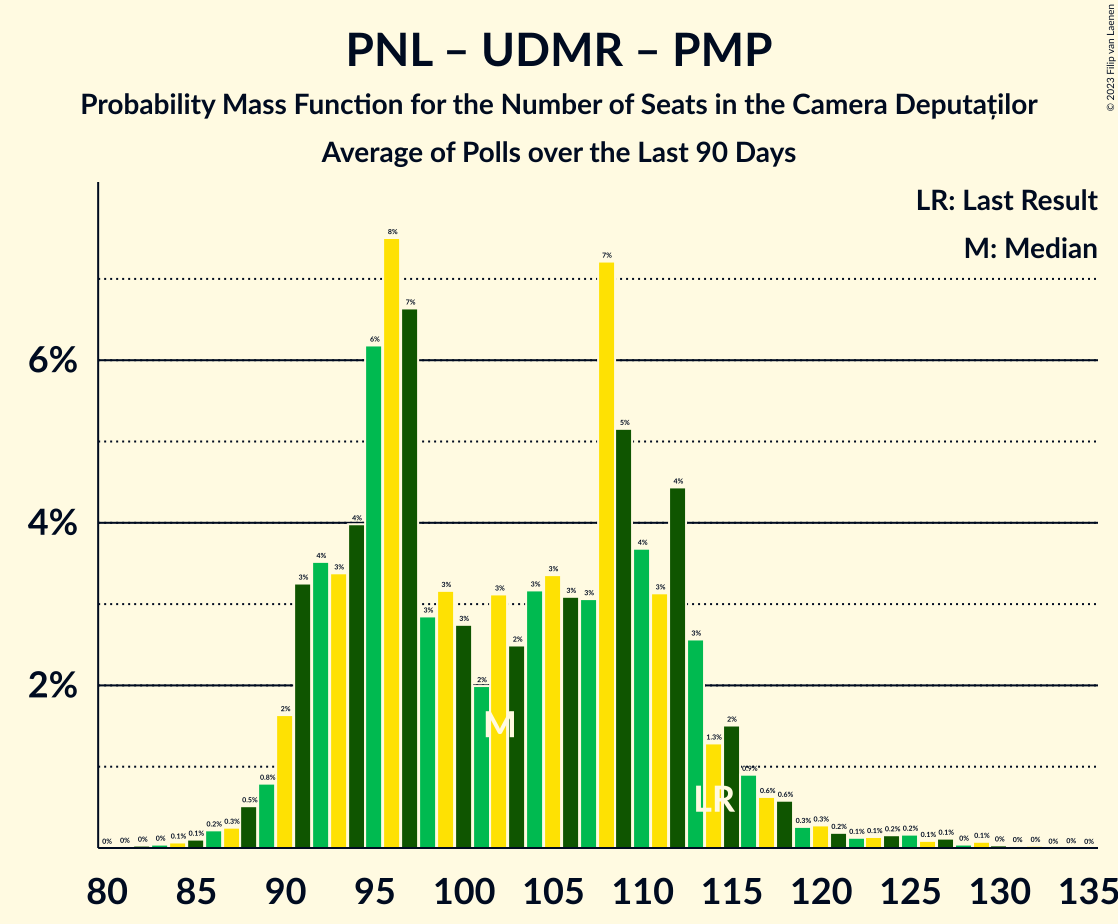 PNL – UDMR – PMP
Probability Mass Function for the Number of Seats in the Camera Deputaților
Average of Polls over the Last 90 Days
© 2023 Filip van Laenen
LR: Last Result
M: Median
6%
4%
2%
0% 0% 0% 0% 0.1% 0.1% 0.2% 0.3% 0.5% 0.8% 2% 3% 4% 3% 4% 6% 8% 7% 3% 3% 3% 2% 3% 2% 3% 3% 3% 3% 7% 5% 4% 3% 4% 3% 1.3% 2% 0.9% 0.6% 0.6% 0.3% 0.3% 0.2% 0.1% 0.1% 0.2% 0.2% 0.1% 0.1% 0% 0.1% 0% 0% 0% 0% 0% 0%
M
LR
80 85 90 95 100 105 110 115 120 125 130 135